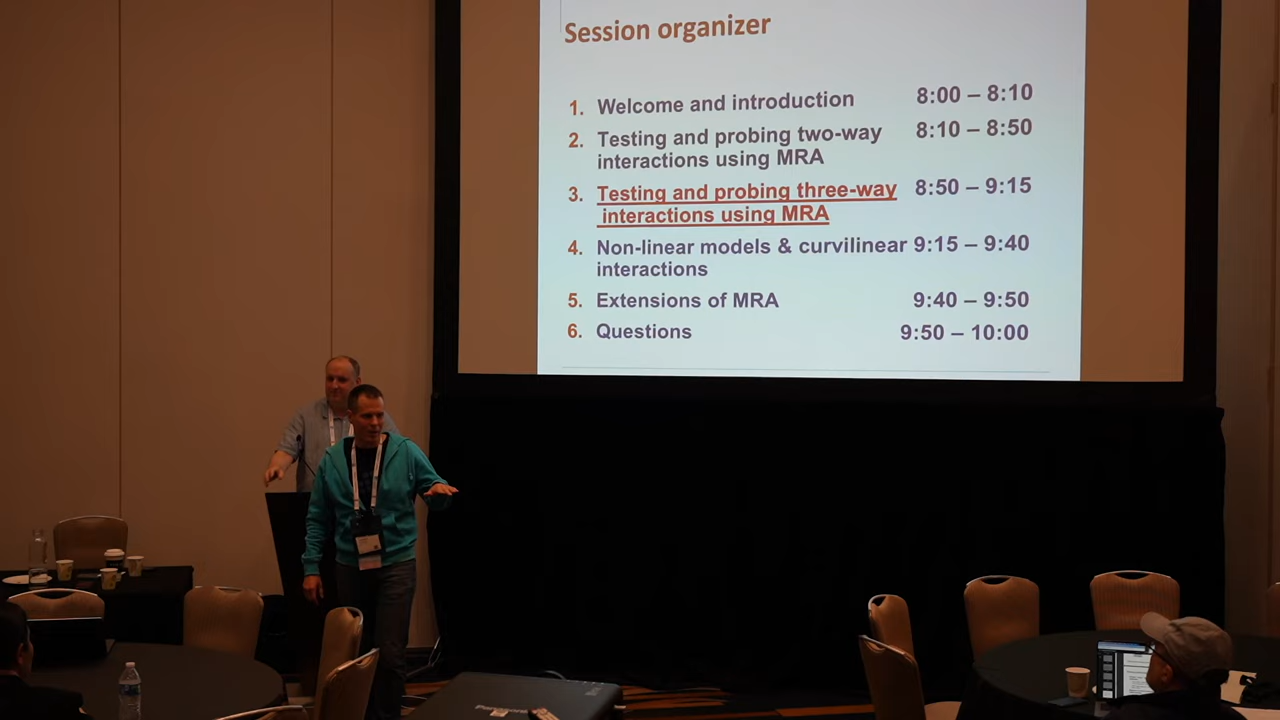 Session organizer
1. Welcome and introduction 8:00 – 8:10
2. Testing and probing two-way 8:10 – 8:50
interactions using MRA
3. Testing and probing three-way 8:50 – 9:15
interactions using MRA
4. Non-linear models & curvilinear 9:15 – 9:40
interactions
5. Extensions of MRA 9:40 – 9:50
6. Questions 9:50 – 10:00
Panasonic